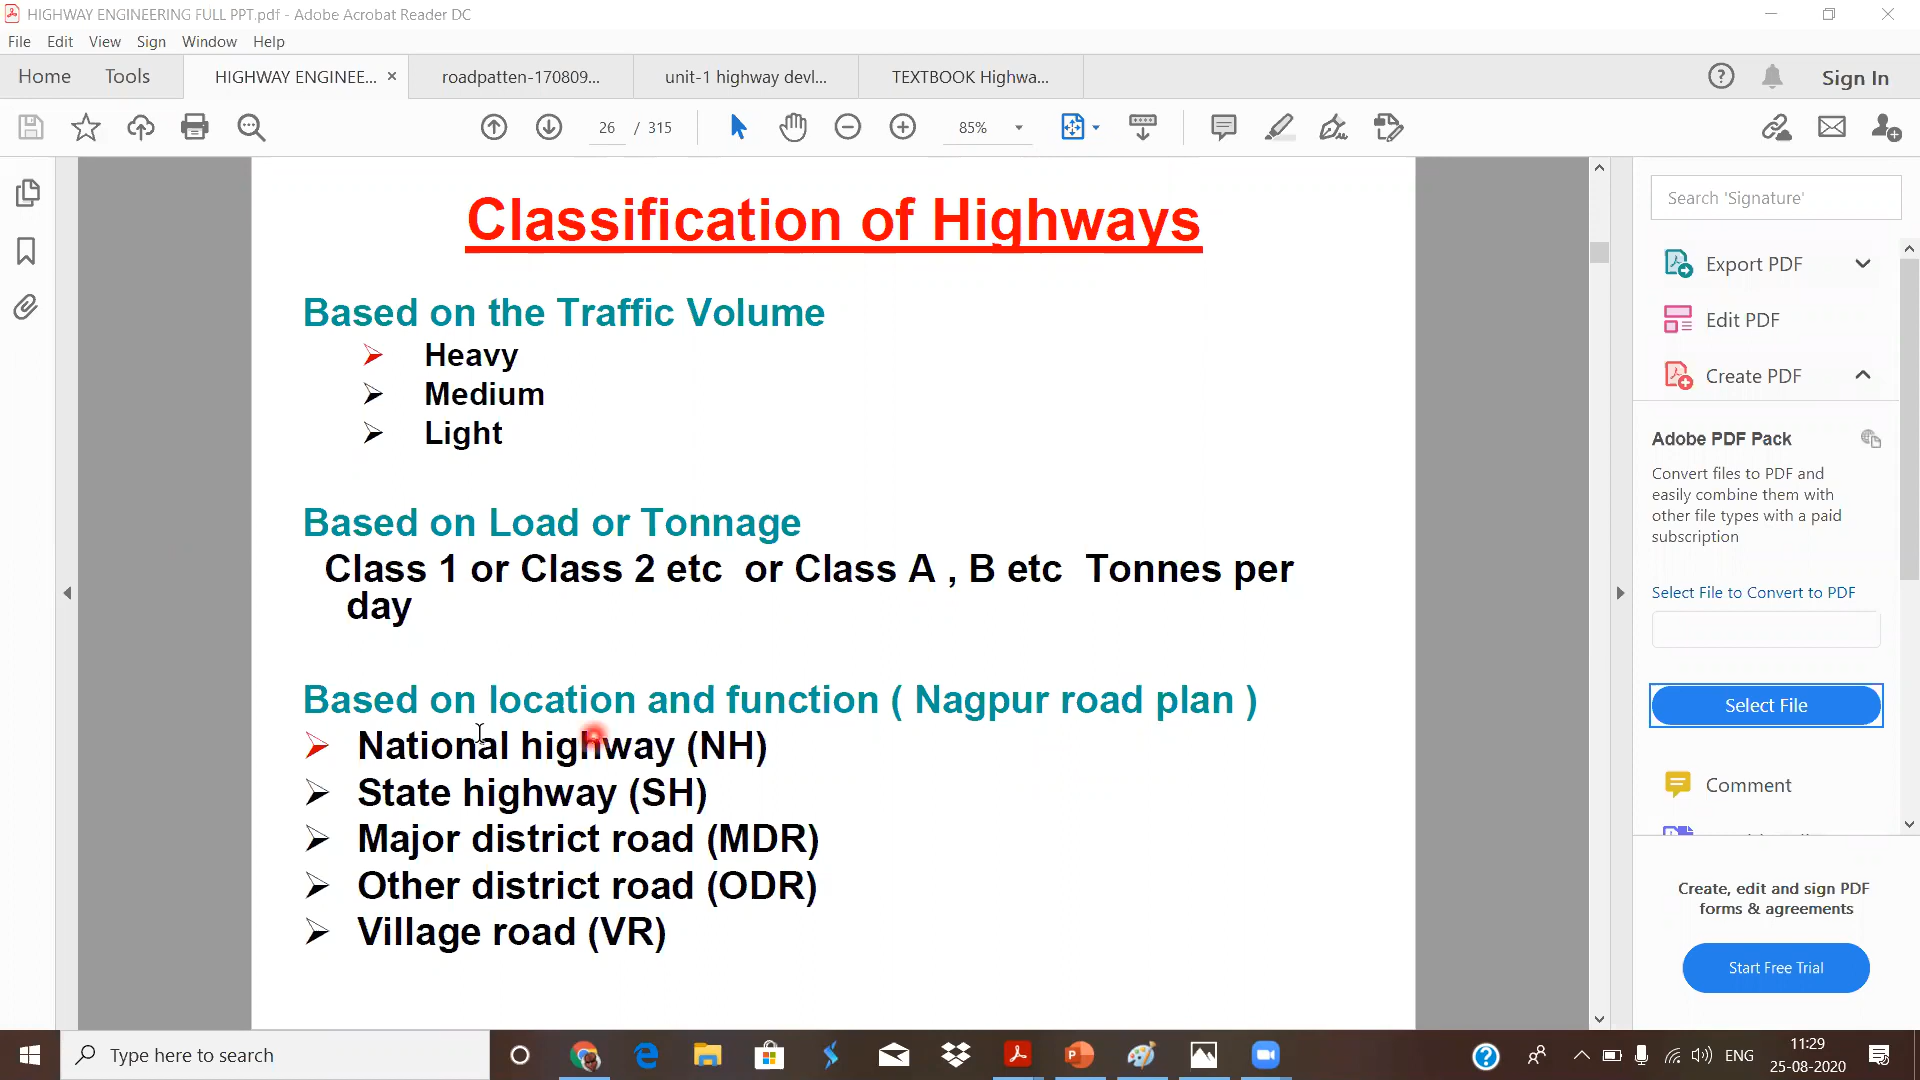 HIGHWAY ENGINEERING FULL PPT.pdf - Adobe Acrobat Reader DC
File Edit View Sign Window Help
Home Tools HIGHWAY ENGINEE... × roadpatten-170809... unit-1 highway devl... TEXTBOOK Highwa... Sign In
26 / 315 85%
Classification of Highways
Based on the Traffic Volume
Heavy
Medium
Light
Based on Load or Tonnage
Class 1 or Class 2 etc or Class A , B etc Tonnes per
day
Based on location and function ( Nagpur road plan )
National highway (NH)
State highway (SH)
Major district road (MDR)
Other district road (ODR)
Village road (VR)
Search 'Signature'
Export PDF
Edit PDF
Create PDF
Adobe PDF Pack
Convert files to PDF and
easily combine them with
other file types with a paid
subscription
Select File to Convert to PDF
Select File
Comment
Create, edit and sign PDF
forms & agreements
Start Free Trial
Type here to search
ENG
11:29
25-08-2020